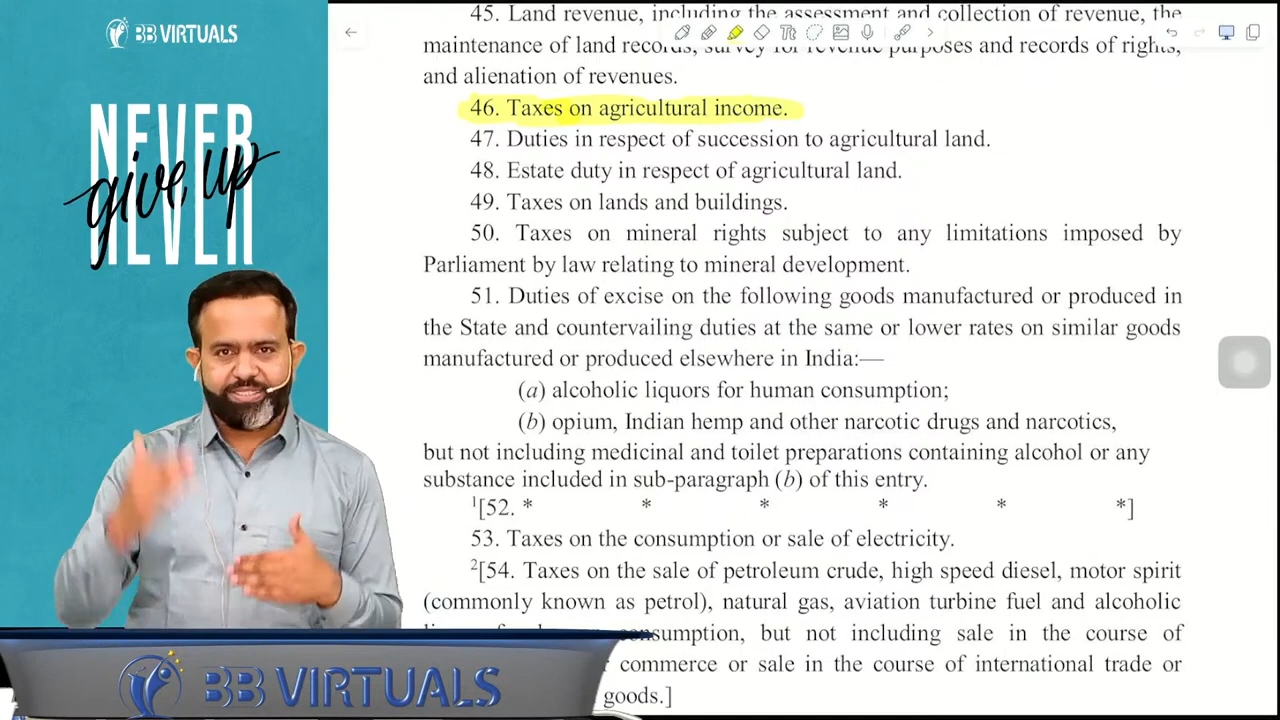 BB VIRTUALS
NEVER
give up
NEVER
45. Land revenue, including the assessment and collection of revenue, the
maintenance of land records, survey for revenue purposes and records of rights,
and alienation of revenues.
46. Taxes on agricultural income.
47. Duties in respect of succession to agricultural land.
48. Estate duty in respect of agricultural land.
49. Taxes on lands and buildings.
50. Taxes on mineral rights subject to any limitations imposed by
Parliament by law relating to mineral development.
51. Duties of excise on the following goods manufactured or produced in
the State and countervailing duties at the same or lower rates on similar goods
manufactured or produced elsewhere in India:—
(a) alcoholic liquors for human consumption;
(b) opium, Indian hemp and other narcotic drugs and narcotics,
but not including medicinal and toilet preparations containing alcohol or any
substance included in sub-paragraph (b) of this entry.
1[52. * * * * * *]
53. Taxes on the consumption or sale of electricity.
2[54. Taxes on the sale of petroleum crude, high speed diesel, motor spirit
(commonly known as petrol), natural gas, aviation turbine fuel and alcoholic
consumption, but not including sale in the course of
commerce or sale in the course of international trade or
goods.]
BB VIRTUALS